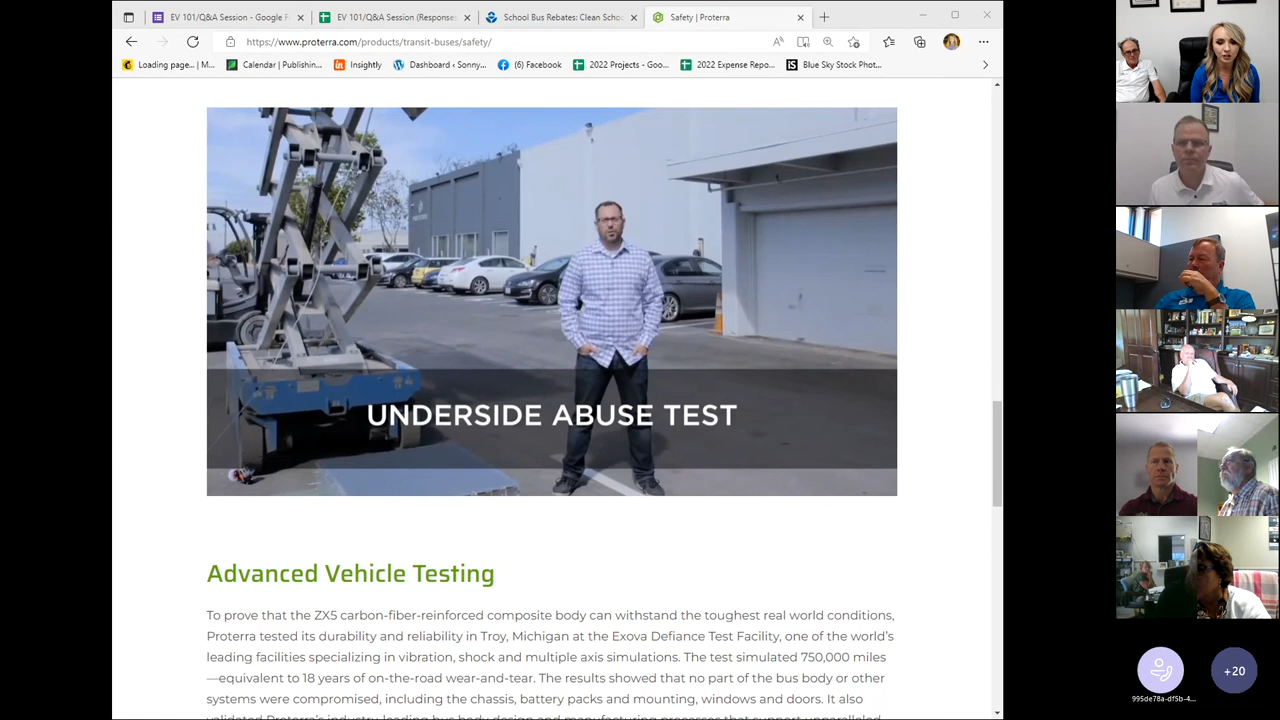 EV 101/Q&A Session - Google F
EV 101/Q&A Session (Responses
School Bus Rebates: Clean Scho
Safety | Proterra
https://www.proterra.com/products/transit-buses/safety/
Loading page... | M...
Calendar | Publishin...
Insightly
Dashboard ‹ Sonny...
(6) Facebook
2022 Projects - Goo...
2022 Expense Repo...
Blue Sky Stock Phot...
UNDERSIDE ABUSE TEST
Advanced Vehicle Testing
To prove that the ZX5 carbon-fiber-reinforced composite body can withstand the toughest real world conditions,
Proterra tested its durability and reliability in Troy, Michigan at the Exova Defiance Test Facility, one of the world's
leading facilities specializing in vibration, shock and multiple axis simulations. The test simulated 750,000 miles
—equivalent to 18 years of on-the-road wear-and-tear. The results showed that no part of the bus body or other
systems were compromised, including chassis, battery packs and mounting, windows and doors. It also
validated Proterra's industry-leading bus body design and manufacturing processes that support unparalleled
995de78a-df5b-4...
+20